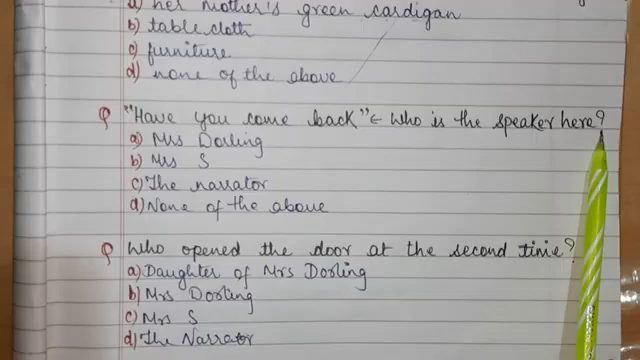 a) her mother's green cardigan
b) table cloth
c) furniture
d) none of the above
Q "Have you come back" ∈ Who is the speaker here?
a) Mrs Dorling
b) Mrs S
c) The narrator
d) None of the above
Q Who opened the door at the second time?
a) Daughter of Mrs Dorling
b) Mrs Dorling
c) Mrs S
d) The Narrator